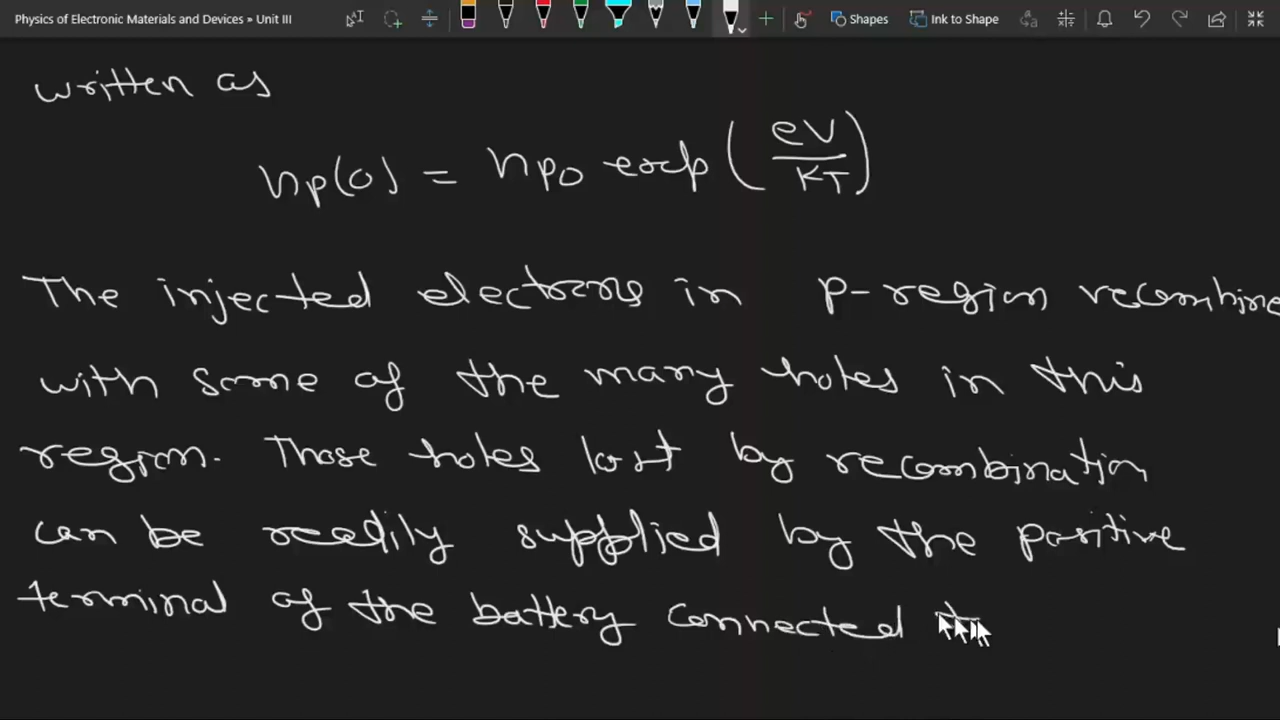 Physics of Electronic Materials and Devices » Unit III
Shapes
Ink to Shape
written as
np(0) = npo exp (eV/KT)
The injected electrons in p-region recombine
with some of the many holes in this
region. Those holes lost by recombination
can be readily supplied by the positive
terminal of the battery connected